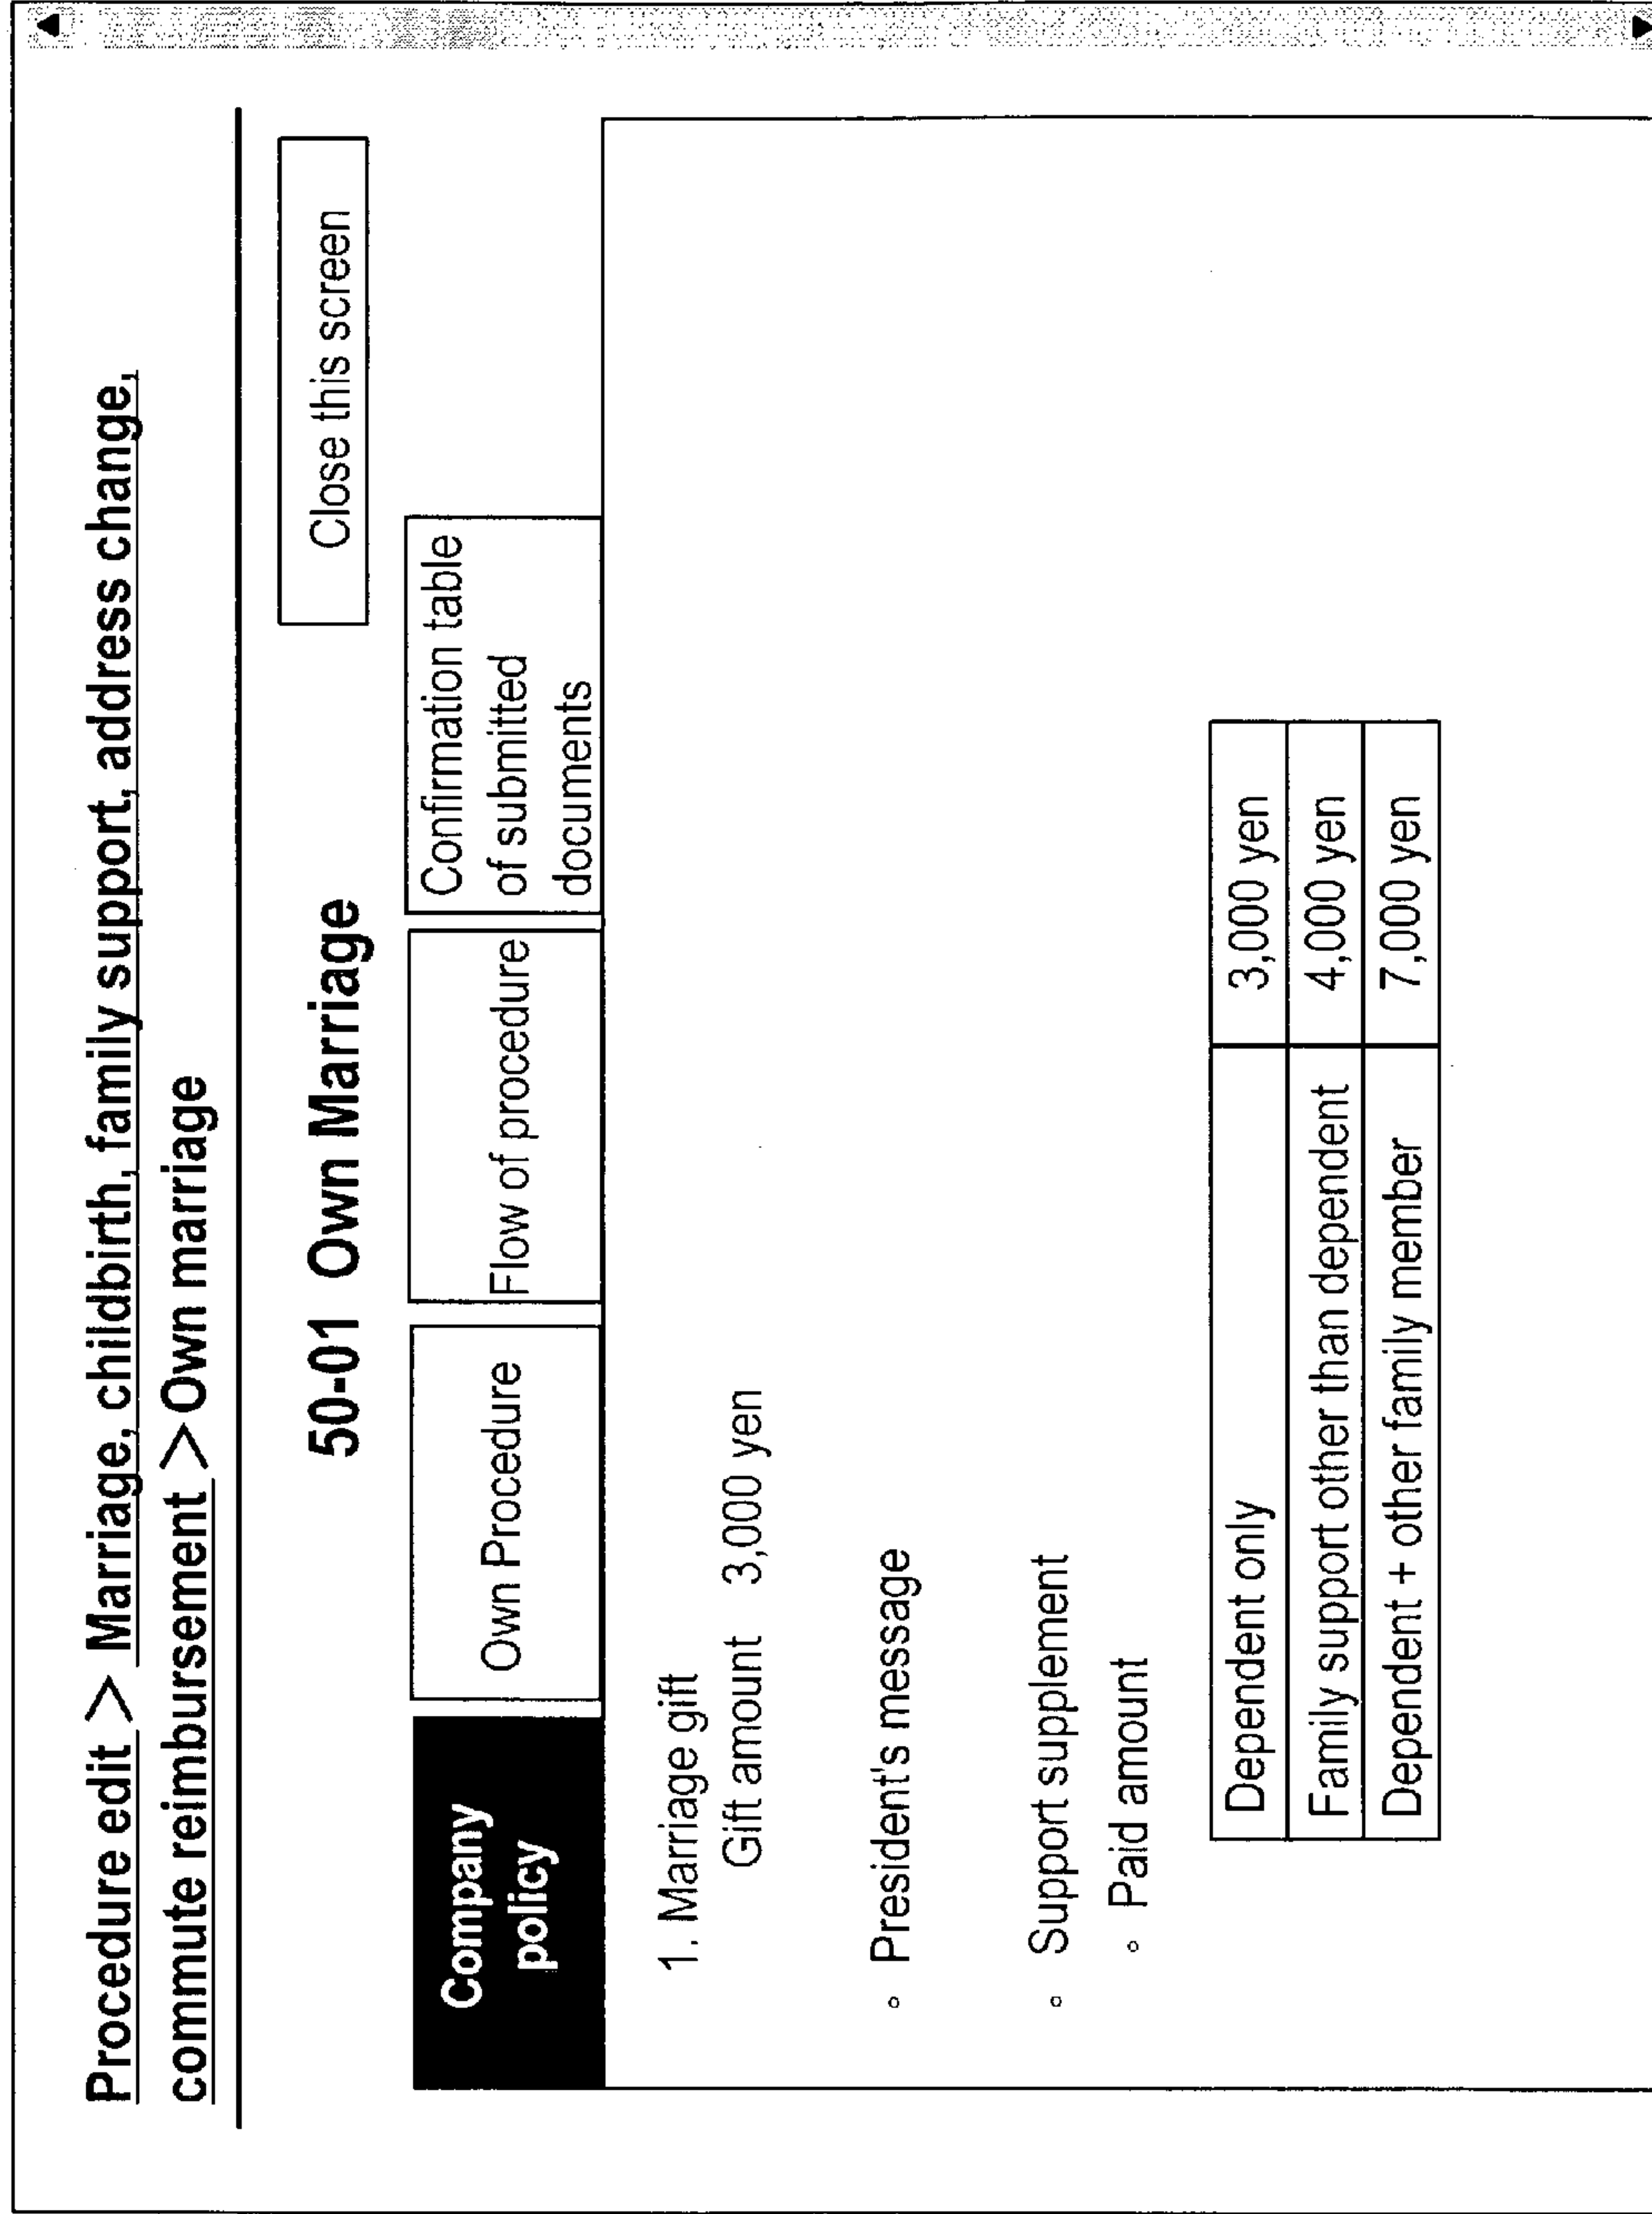 Procedure edit > Marriage, childbirth, family support, address change,
commute reimbursement > Own marriage
50-01 Own Marriage
Close this screen
Company
policy
Own Procedure
Flow of procedure
Confirmation table
of submitted
documents
1. Marriage gift
Gift amount 3,000 yen
° President's message
° Support supplement
° Paid amount
Dependent only 3,000 yen
Family support other than dependent 4,000 yen
Dependent + other family member 7,000 yen